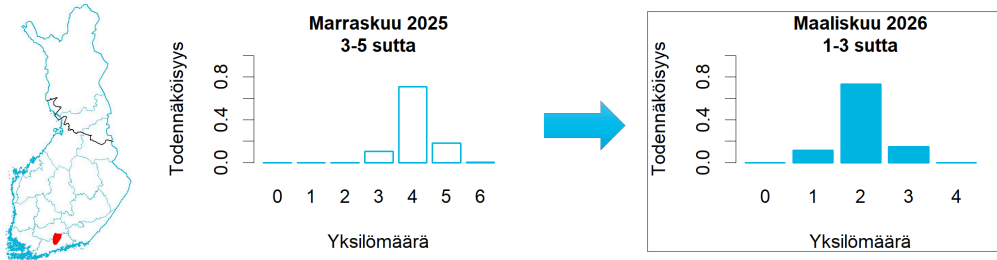 Marraskuu 2025
3-5 sutta
Todennäköisyys
0.0 0.4 0.8
0 1 2 3 4 5 6
Yksilömäärä
Maaliskuu 2026
1-3 sutta
Todennäköisyys
0.0 0.4 0.8
0 1 2 3 4
Yksilömäärä